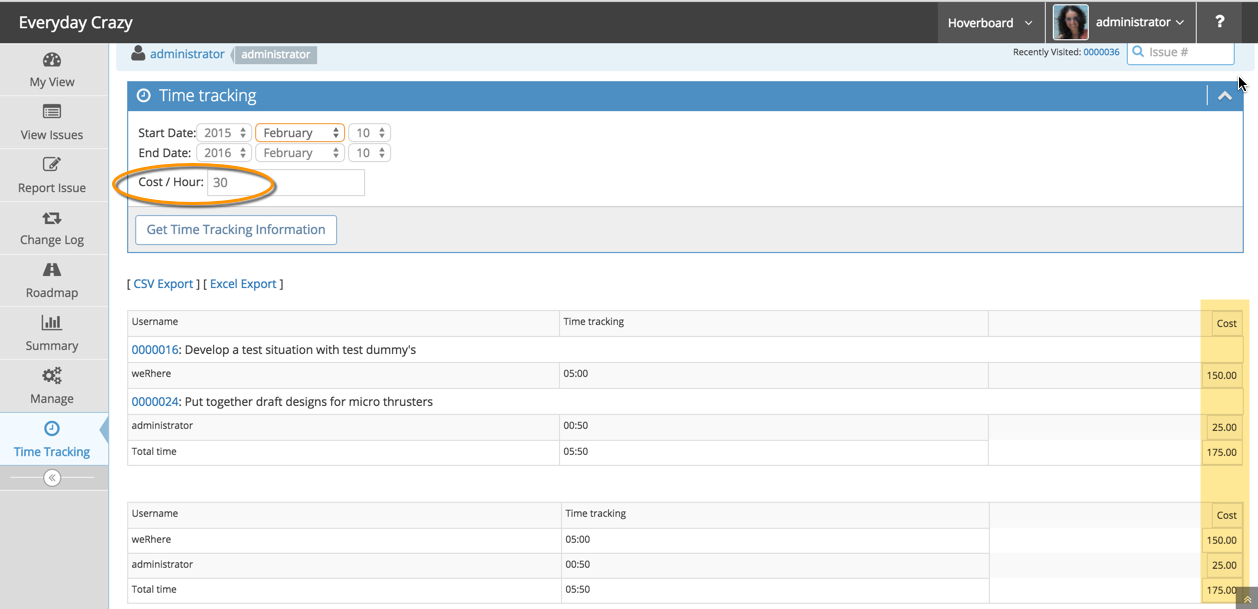 Everyday Crazy Hoverboard administrator ?
administrator administrator Recently Visited: 0000036 Issue #
My View
View Issues
Report Issue
Change Log
Roadmap
Summary
Manage
Time Tracking
Time tracking
Start Date: 2015 February 10
End Date: 2016 February 10
Cost / Hour: 30
Get Time Tracking Information
[ CSV Export ] [ Excel Export ]
Username Time tracking Cost
0000016: Develop a test situation with test dummy's
weRhere 05:00 150.00
0000024: Put together draft designs for micro thrusters
administrator 00:50 25.00
Total time 05:50 175.00
Username Time tracking Cost
weRhere 05:00 150.00
administrator 00:50 25.00
Total time 05:50 175.00